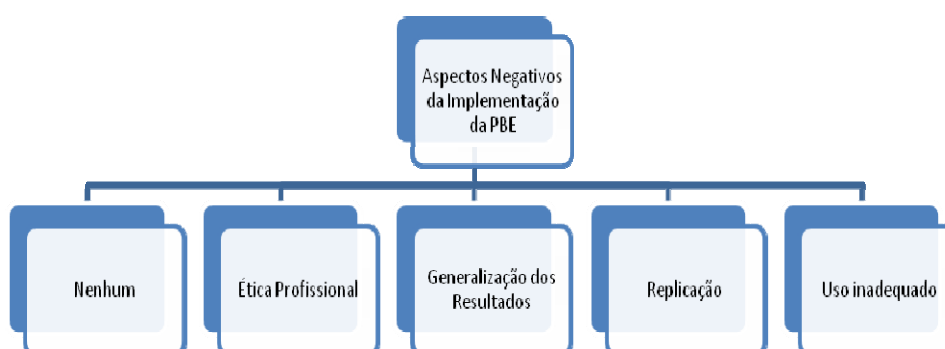 Aspectos Negativos
da Implementação
da PBE
Nenhum
Ética Profissional
Generalização dos
Resultados
Replicação
Uso inadequado